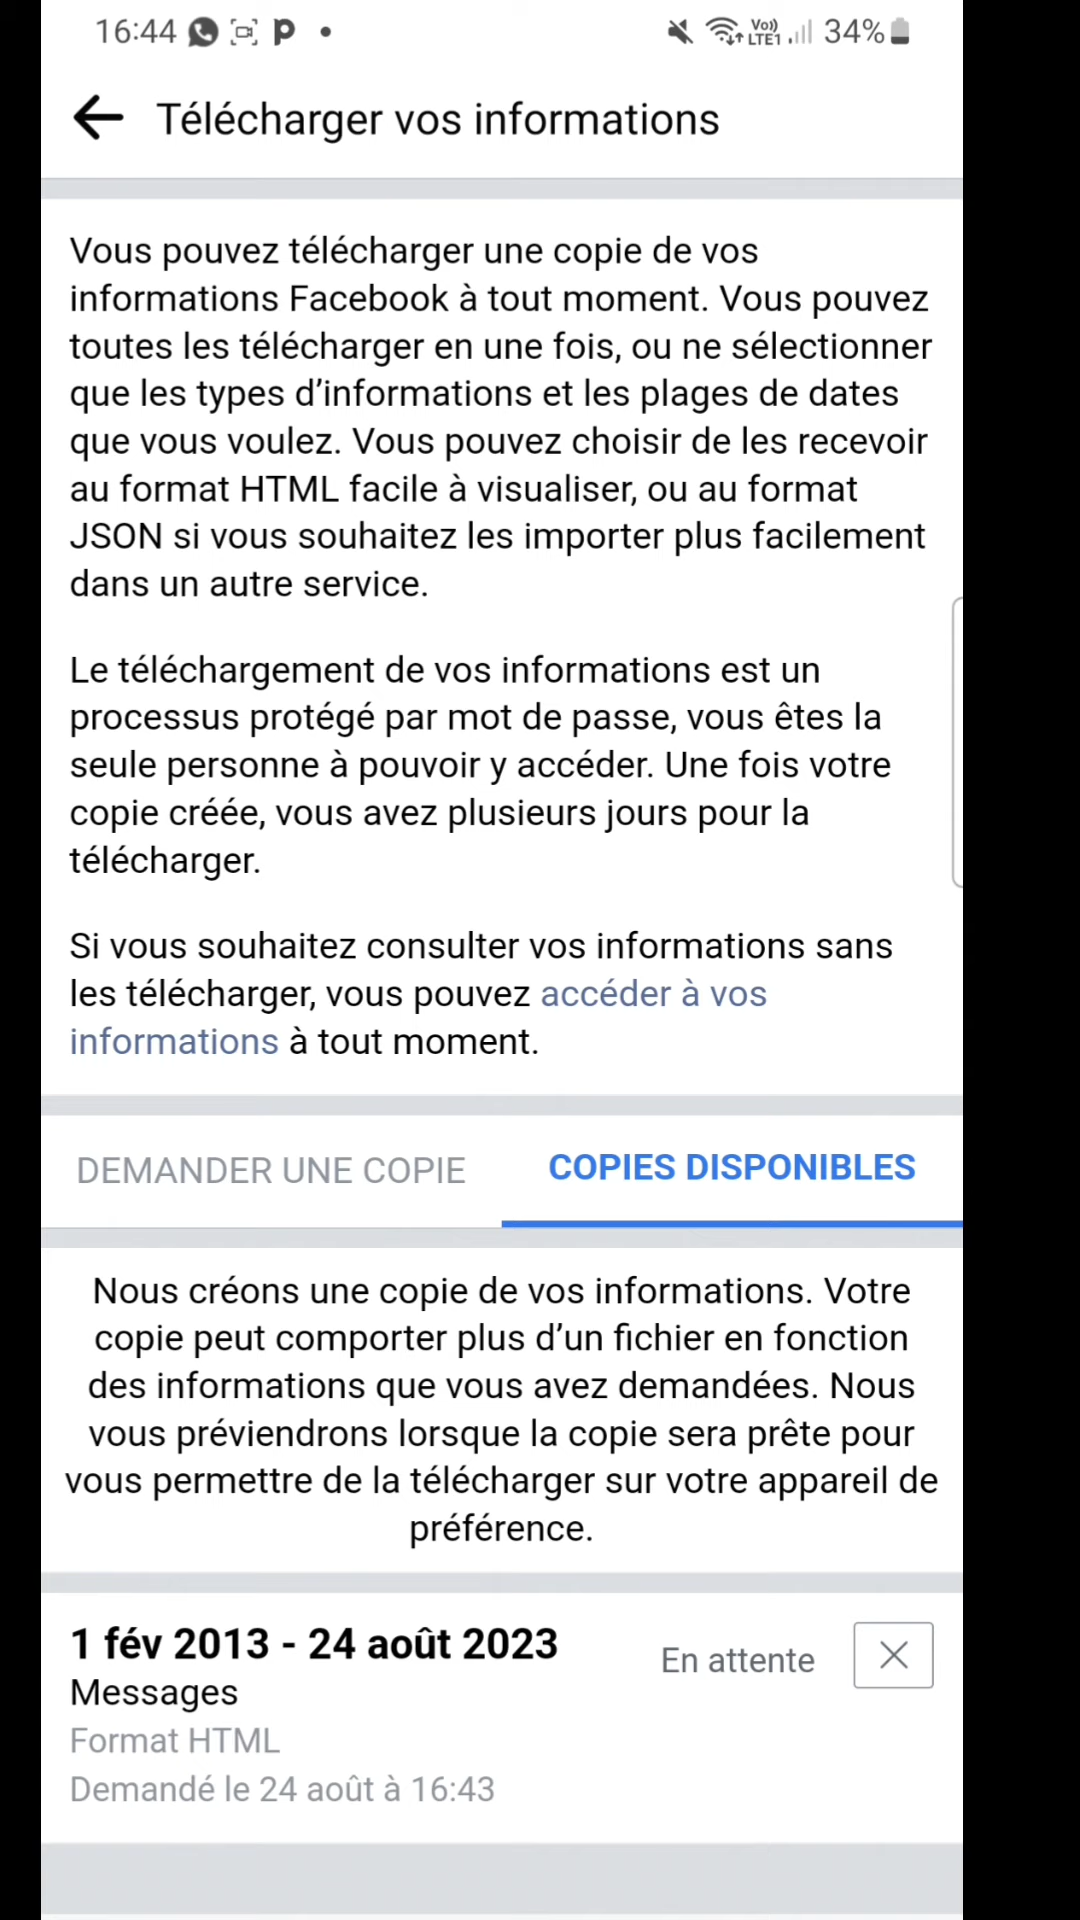 16:44
Vo))
LTE1
34%
Télécharger vos informations
Vous pouvez télécharger une copie de vos
informations Facebook à tout moment. Vous pouvez
toutes les télécharger en une fois, ou ne sélectionner
que les types d’informations et les plages de dates
que vous voulez. Vous pouvez choisir de les recevoir
au format HTML facile à visualiser, ou au format
JSON si vous souhaitez les importer plus facilement
dans un autre service.
Le téléchargement de vos informations est un
processus protégé par mot de passe, vous êtes la
seule personne à pouvoir y accéder. Une fois votre
copie créée, vous avez plusieurs jours pour la
télécharger.
Si vous souhaitez consulter vos informations sans
les télécharger, vous pouvez accéder à vos
informations à tout moment.
DEMANDER UNE COPIE
COPIES DISPONIBLES
Nous créons une copie de vos informations. Votre
copie peut comporter plus d’un fichier en fonction
des informations que vous avez demandées. Nous
vous préviendrons lorsque la copie sera prête pour
vous permettre de la télécharger sur votre appareil de
préférence.
1 fév 2013 - 24 août 2023
En attente
Messages
Format HTML
Demandé le 24 août à 16:43